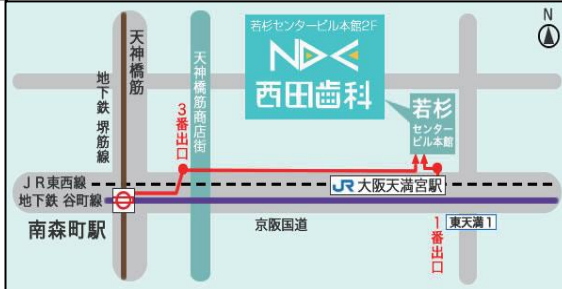 若杉センタービル本館2F
NDC
西田歯科
N
天神橋筋
地下鉄 堺筋線
天神橋筋商店街
3番出口
若杉
センター
ビル本館
JR東西線
地下鉄 谷町線
JR 大阪天満宮駅
南森町駅
京阪国道
1番出口
東天満1